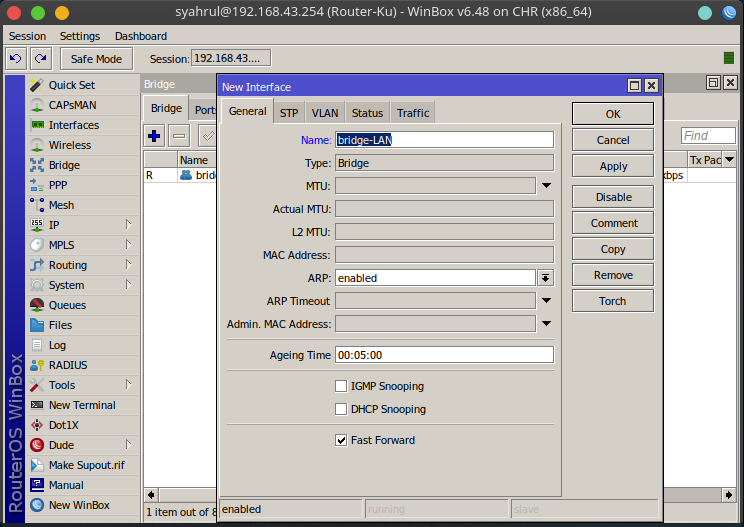 syahrul@192.168.43.254 (Router-Ku) - WinBox v6.48 on CHR (x86_64)
Session Settings Dashboard
Safe Mode Session: 192.168.43....
RouterOS WinBox
Quick Set
CAPsMAN
Interfaces
Wireless
Bridge
PPP
Mesh
IP
MPLS
Routing
System
Queues
Files
Log
RADIUS
Tools
New Terminal
Dot1X
Dude
Make Supout.rif
Manual
New WinBox
Bridge
Bridge Ports
Find
Name Tx Pac
R bridg kbps
1 item out of 8
New Interface
General STP VLAN Status Traffic
Name: bridge-LAN
Type: Bridge
MTU:
Actual MTU:
L2 MTU:
MAC Address:
ARP: enabled
ARP Timeout
Admin. MAC Address:
Ageing Time 00:05:00
IGMP Snooping
DHCP Snooping
Fast Forward
enabled running slave
OK
Cancel
Apply
Disable
Comment
Copy
Remove
Torch